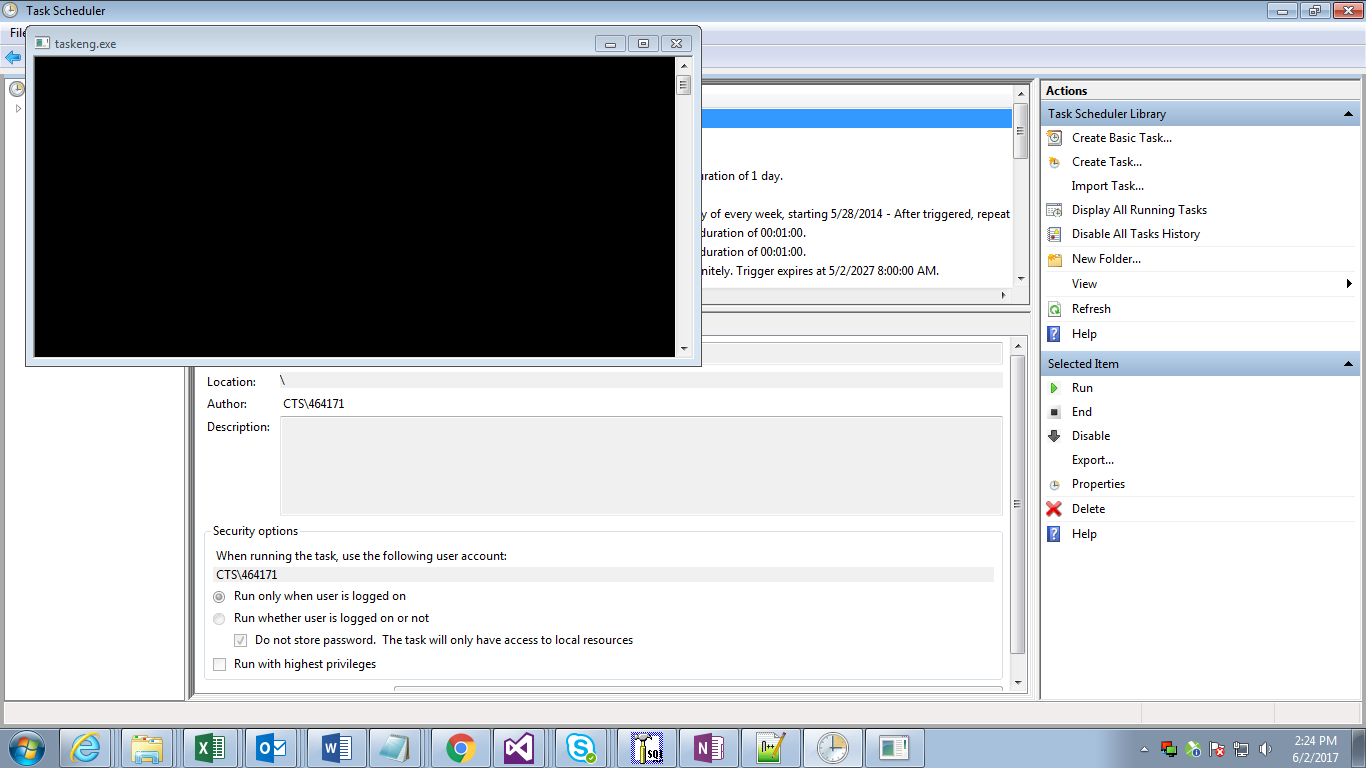 Task Scheduler
File
taskeng.exe
duration of 1 day.
of every week, starting 5/28/2014 - After triggered, repeat
duration of 00:01:00.
duration of 00:01:00.
Trigger expires at 5/2/2027 8:00:00 AM.
Location: \
Author: CTS\464171
Description:
Security options
When running the task, use the following user account:
CTS\464171
Run only when user is logged on
Run whether user is logged on or not
Do not store password. The task will only have access to local resources
Run with highest privileges
Actions
Task Scheduler Library
Create Basic Task...
Create Task...
Import Task...
Display All Running Tasks
Disable All Tasks History
New Folder...
View
Refresh
Help
Selected Item
Run
End
Disable
Export...
Properties
Delete
Help
2:24 PM
6/2/2017